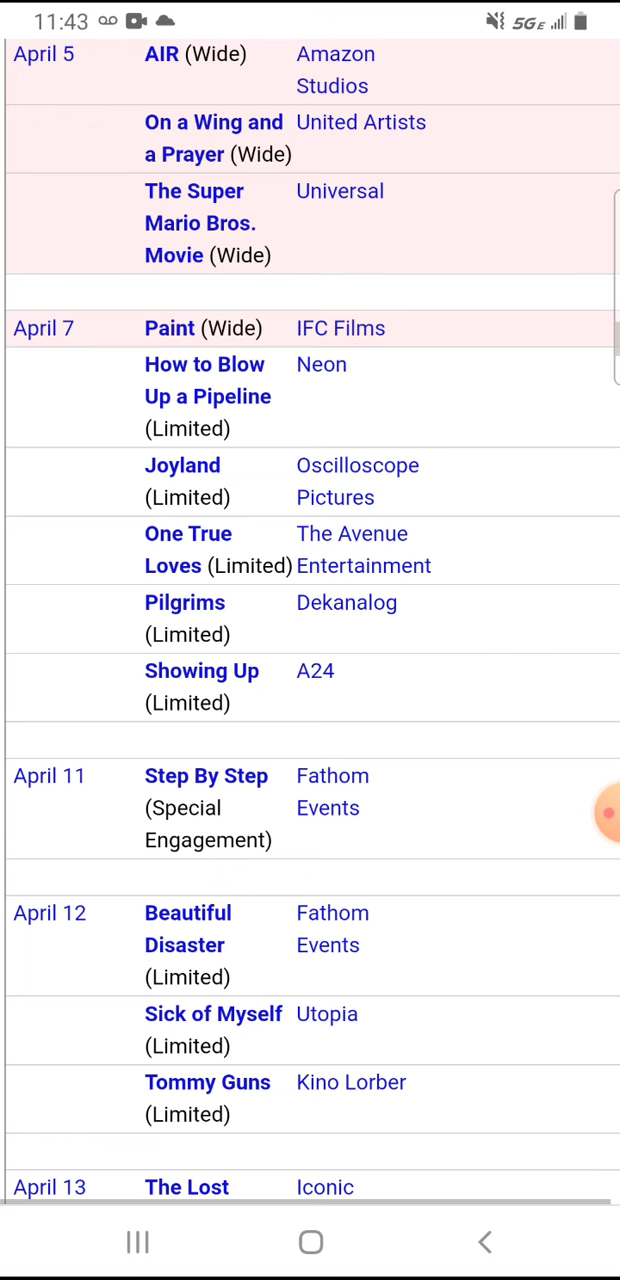 11:43
5GE
April 5 AIR (Wide) Amazon
Studios
On a Wing and United Artists
a Prayer (Wide)
The Super Universal
Mario Bros.
Movie (Wide)
April 7 Paint (Wide) IFC Films
How to Blow Neon
Up a Pipeline
(Limited)
Joyland Oscilloscope
(Limited) Pictures
One True The Avenue
Loves (Limited) Entertainment
Pilgrims Dekanalog
(Limited)
Showing Up A24
(Limited)
April 11 Step By Step Fathom
(Special Events
Engagement)
April 12 Beautiful Fathom
Disaster Events
(Limited)
Sick of Myself Utopia
(Limited)
Tommy Guns Kino Lorber
(Limited)
April 13 The Lost Iconic